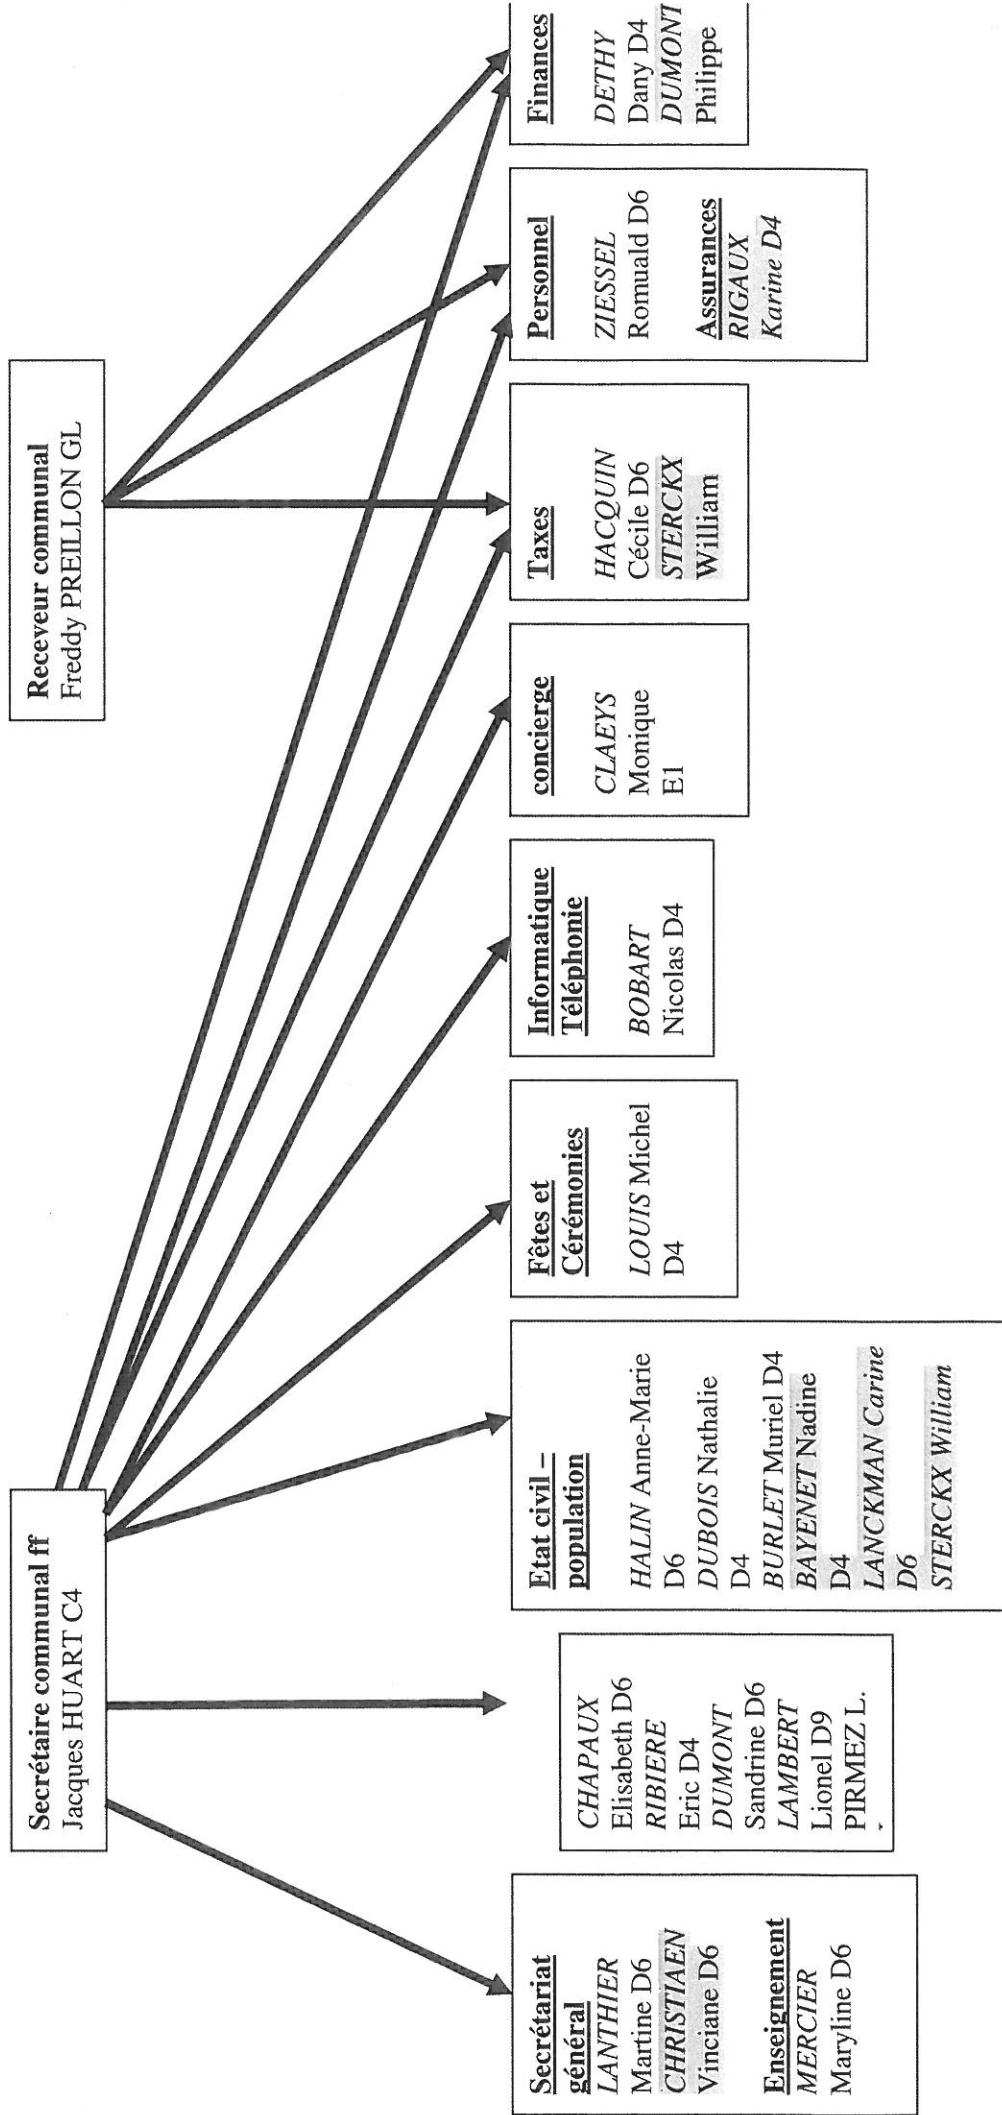 Secrétaire communal ff
Jacques HUART C4
Receveur communal
Freddy PREILLON GL
Secrétariat
général
LANTHIER
Martine D6
CHRISTIAEN
Vinciane D6
Enseignement
MERCIER
Maryline D6
CHAPAUX
Elisabeth D6
RIBIERE
Eric D4
DUMONT
Sandrine D6
LAMBERT
Lionel D9
PIRMEZ L.
Etat civil –
population
HALIN Anne-Marie
D6
DUBOIS Nathalie
D4
BURLET Muriel D4
BAYENET Nadine
D4
LANCKMAN Carine
D6
STERCKX William
Fêtes et
Cérémonies
LOUIS Michel
D4
Informatique
Téléphonie
BOBART
Nicolas D4
concierge
CLAEYS
Monique
E1
Taxes
HACQUIN
Cécile D6
STERCKX
William
Personnel
ZIESSEL
Romuald D6
Assurances
RIGAUX
Karine D4
Finances
DETHY
Dany D4
DUMONT
Philippe